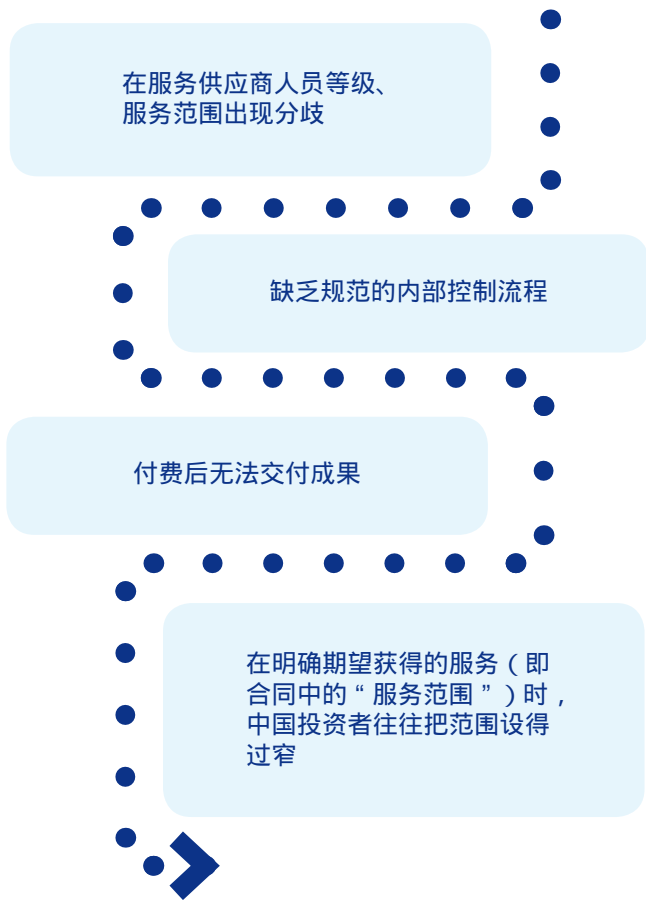 在服务供应商人员等级、
服务范围出现分歧
缺乏规范的内部控制流程
付费后无法交付成果
在明确期望获得的服务（即
合同中的“服务范围”）时，
中国投资者往往把范围设得
过窄